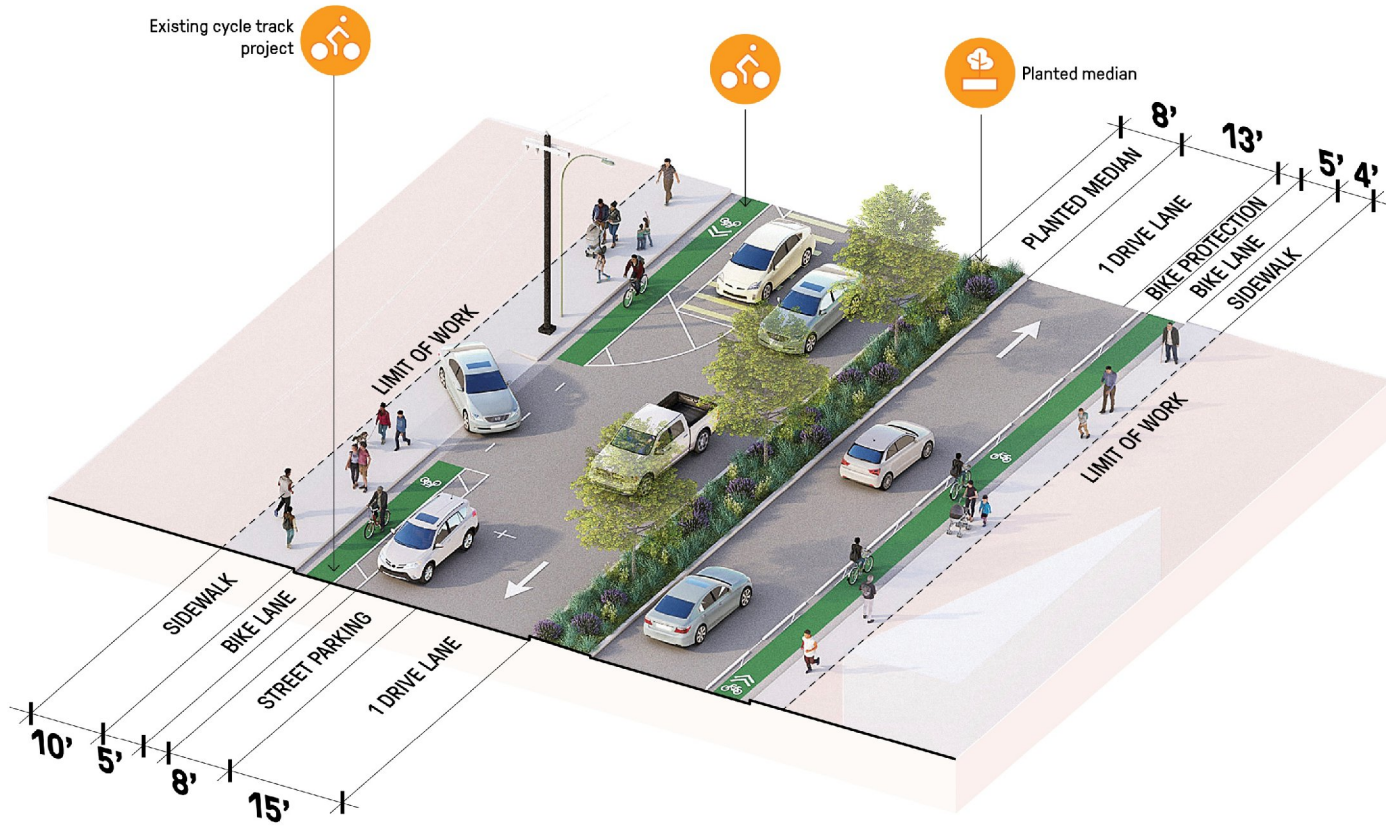 Existing cycle track
project
Planted median
8’
13’
5’
4’
PLANTED MEDIAN
1 DRIVE LANE
BIKE PROTECTION
BIKE LANE
SIDEWALK
LIMIT OF WORK
LIMIT OF WORK
SIDEWALK
BIKE LANE
STREET PARKING
1 DRIVE LANE
10’
5’
8’
15’